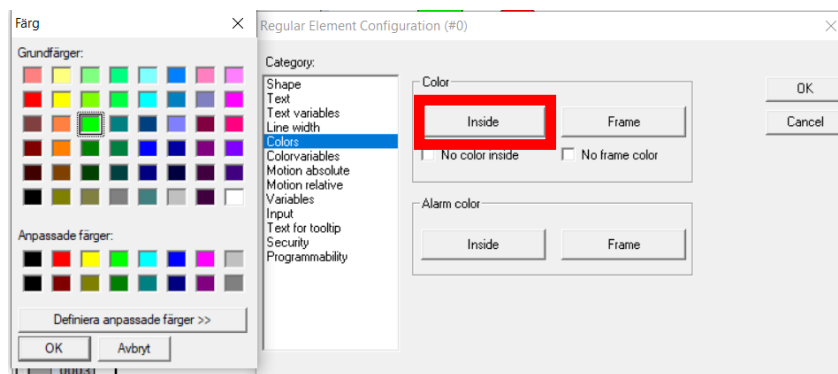 Färg
Grundfärger:
Anpassade färger:
Definiera anpassade färger >>
OK
Avbryt
Regular Element Configuration (#0)
Category:
Shape
Text
Text variables
Line width
Colors
Colorvariables
Motion absolute
Motion relative
Variables
Input
Text for tooltip
Security
Programmability
Color
Inside
Frame
No color inside
No frame color
Alarm color
Inside
Frame
OK
Cancel